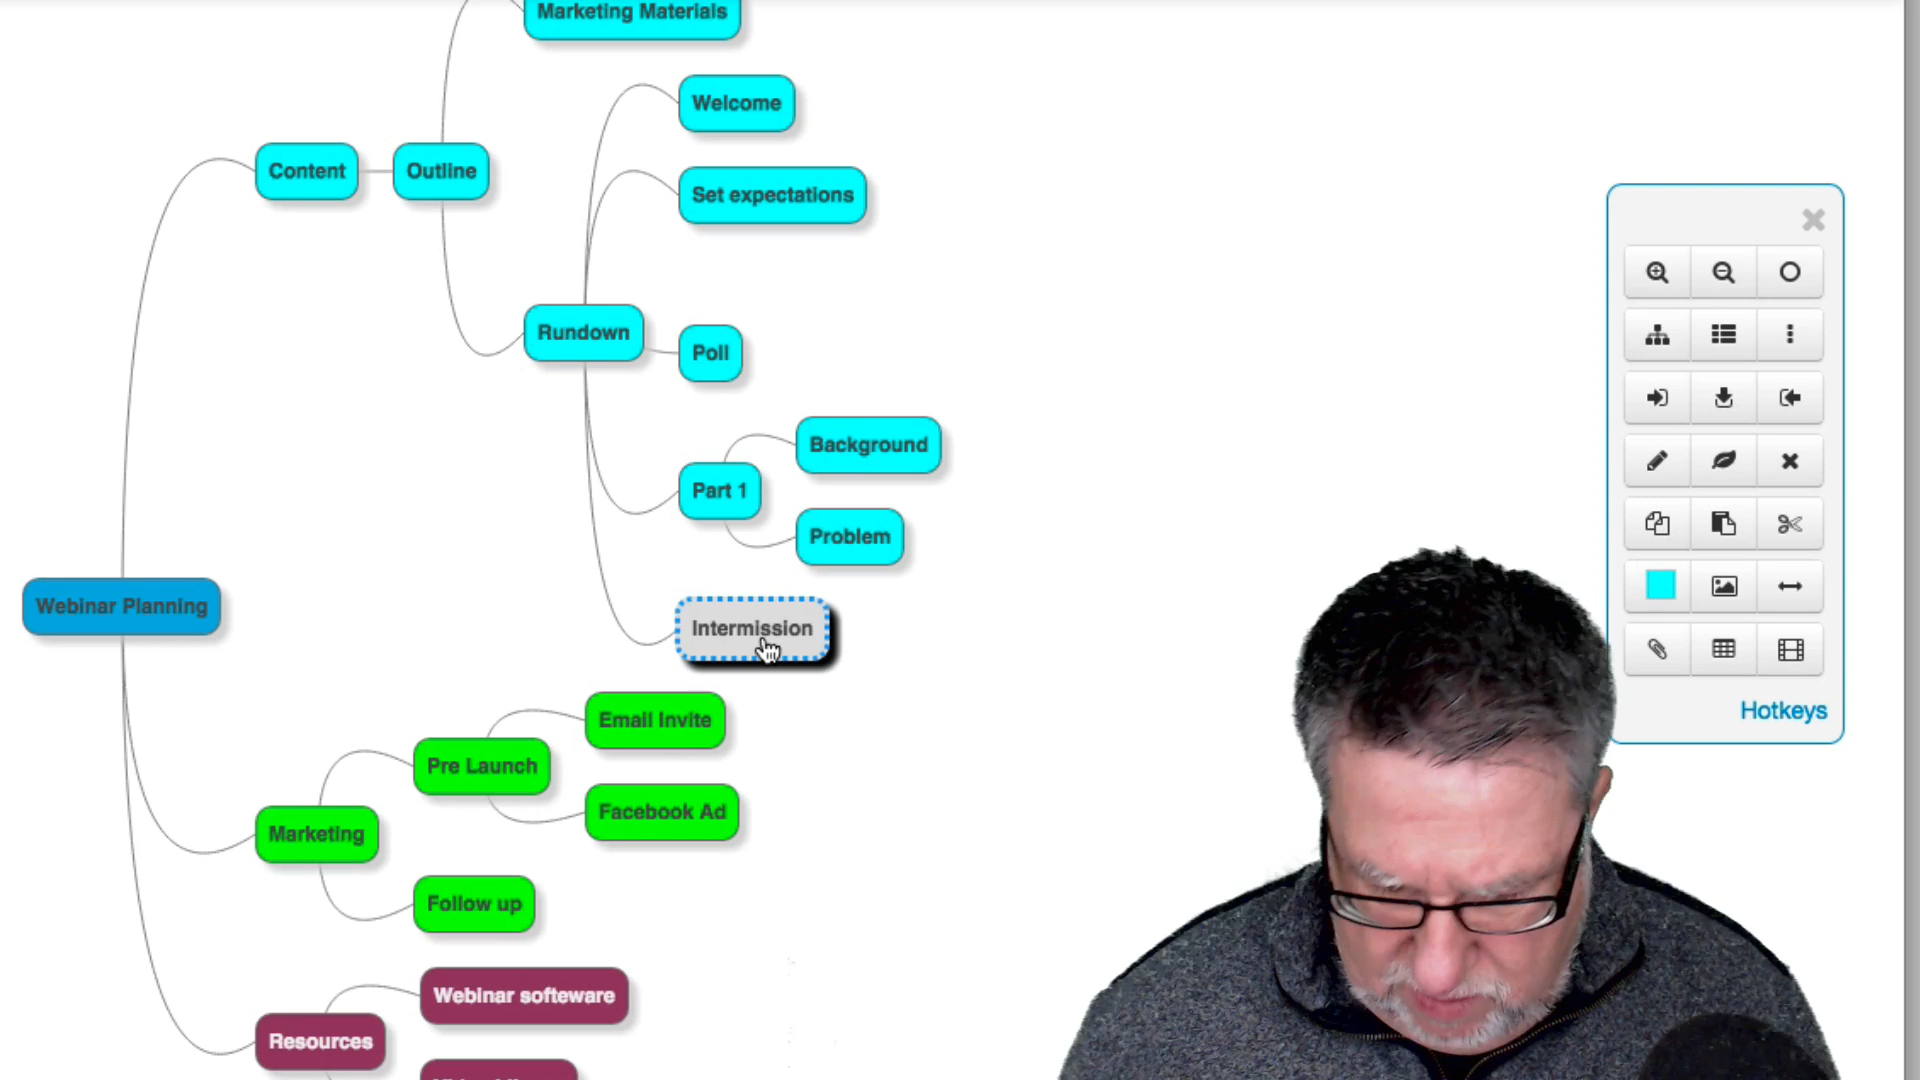 Marketing Materials
Welcome
Content
Outline
Set expectations
Rundown
Poll
Background
Part 1
Problem
Webinar Planning
Intermission
Email Invite
Pre Launch
Facebook Ad
Marketing
Follow up
Webinar softeware
Resources
Hotkeys